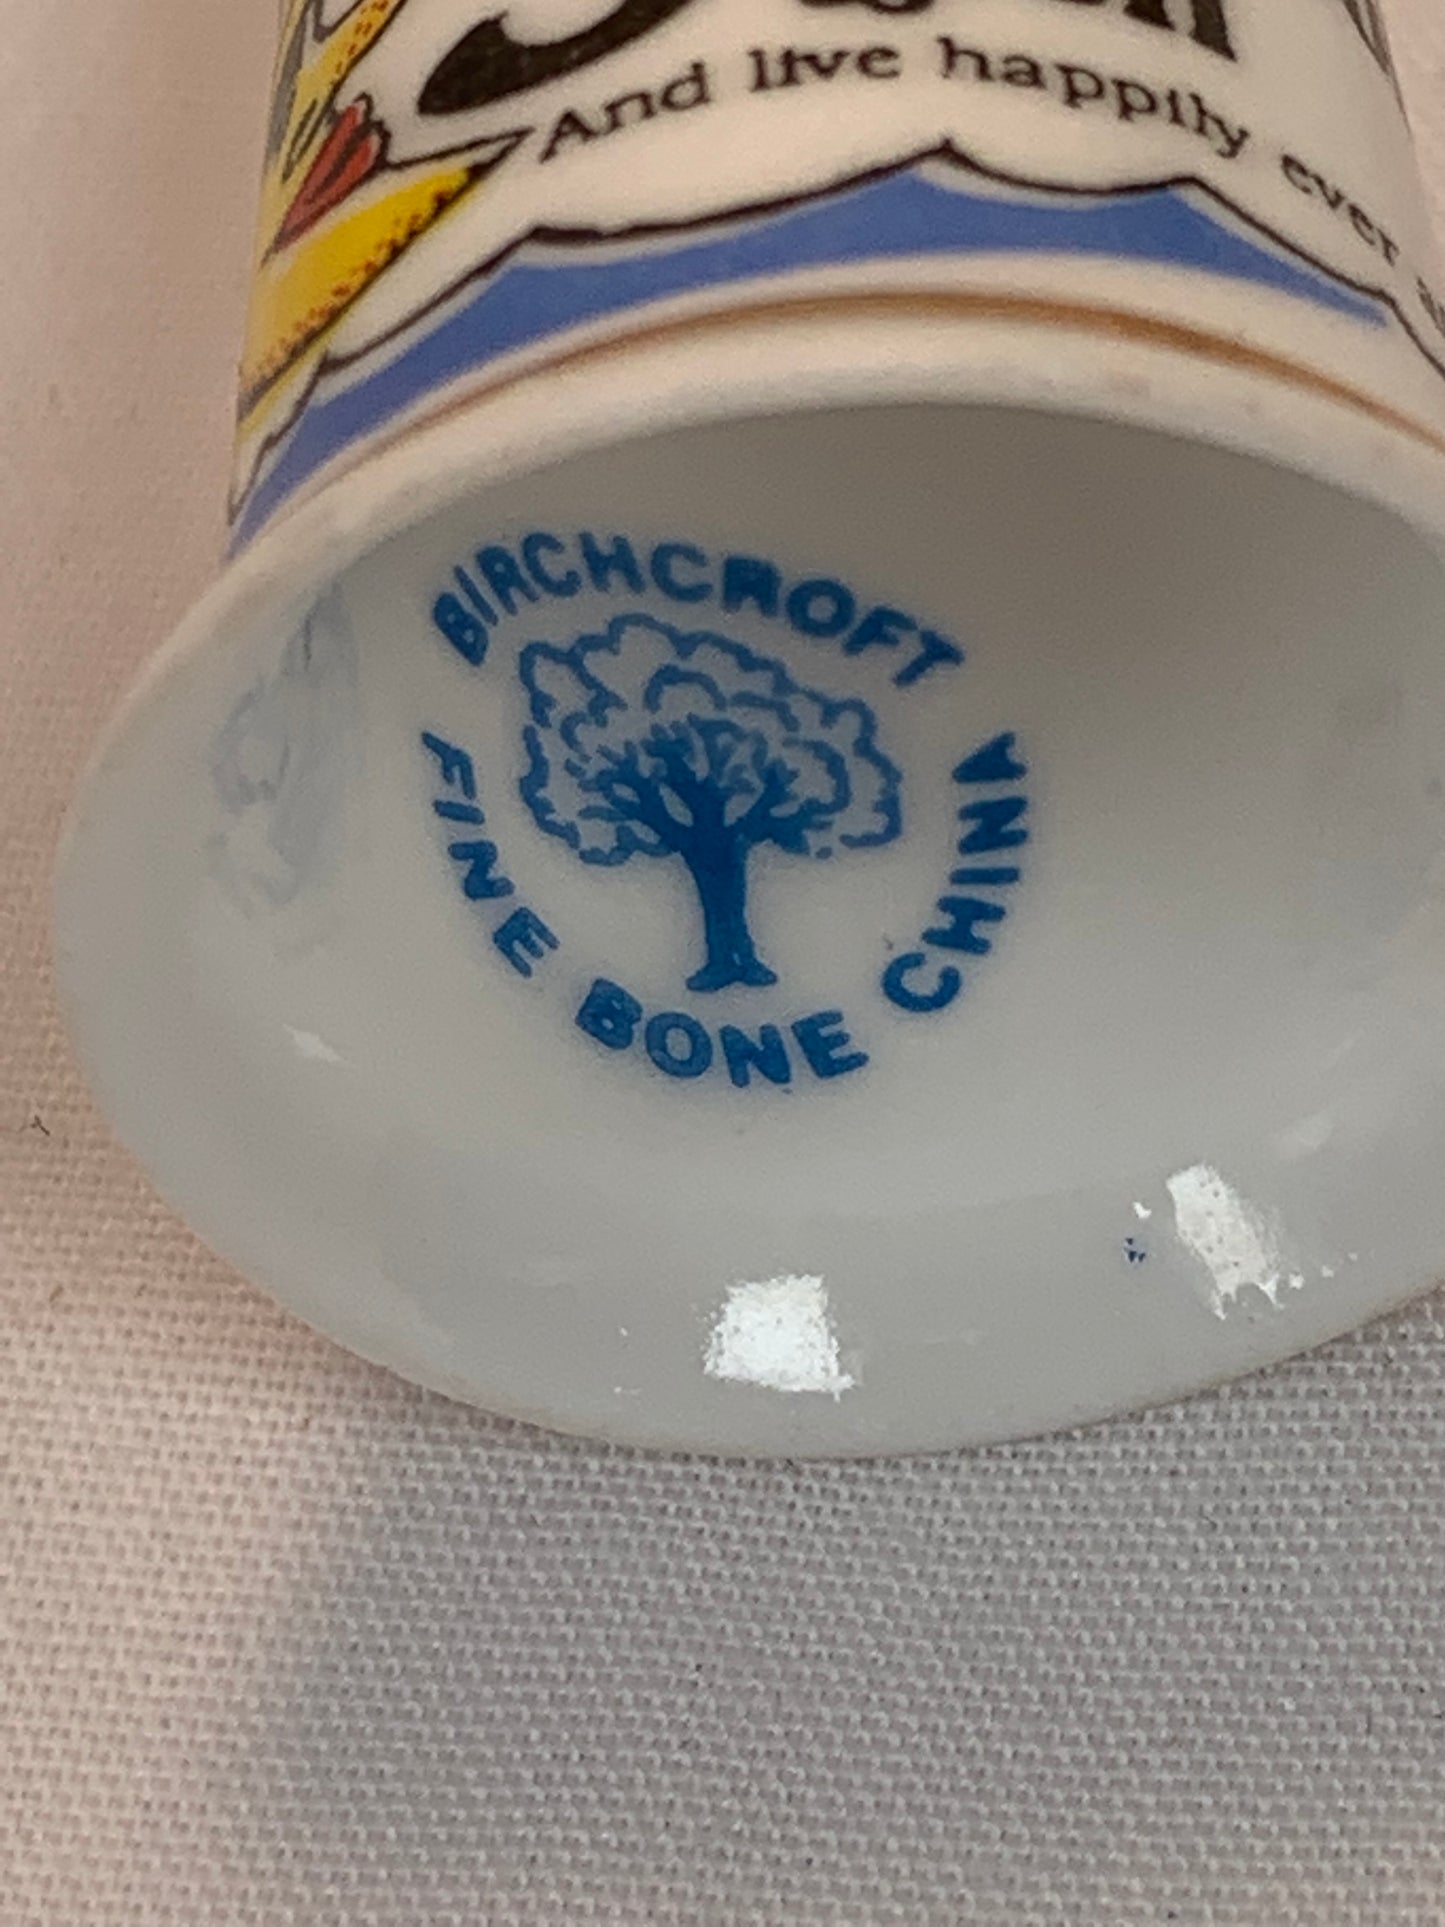 And live happily ever
BIRCHCROFT
FINE BONE CHINA